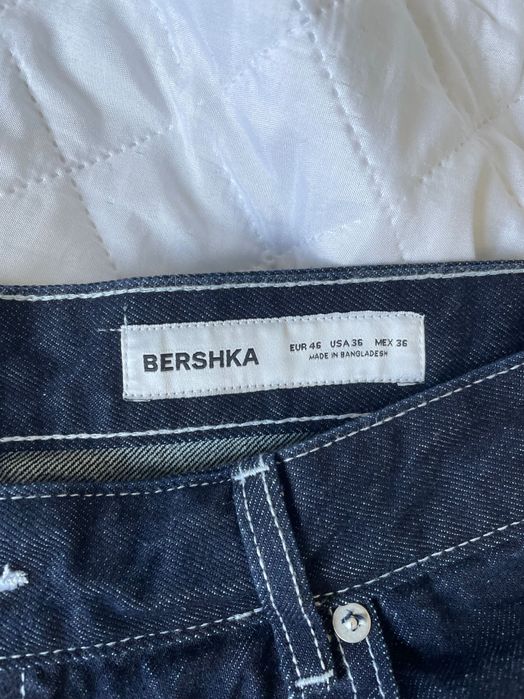 BERSHKA
EUR 46 USA 36 MEX 36
MADE IN BANGLADESH